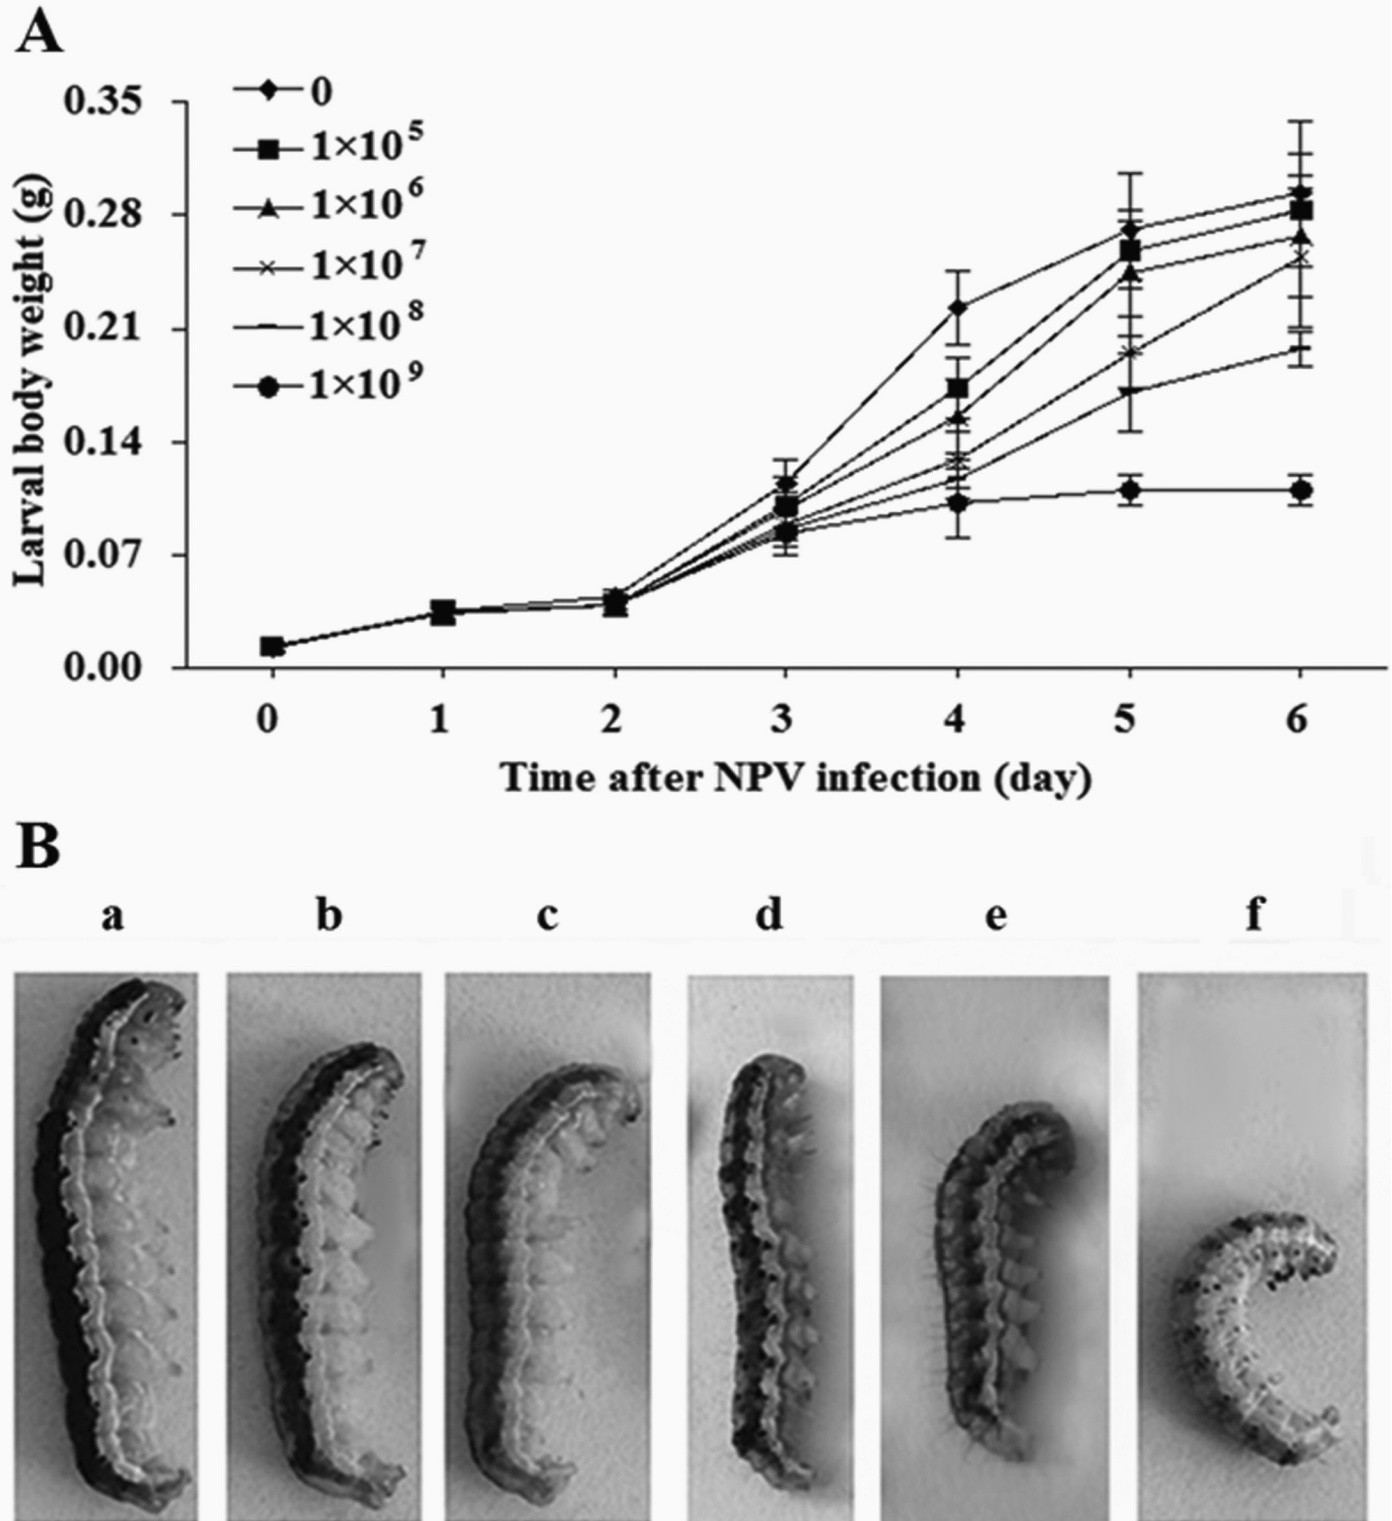 A
0.35
0.28
0.21
0.14
0.07
0.00
Larval body weight (g)
0
1×10⁵
1×10⁶
1×10⁷
1×10⁸
1×10⁹
0 1 2 3 4 5 6
Time after NPV infection (day)
B
a b c d e f